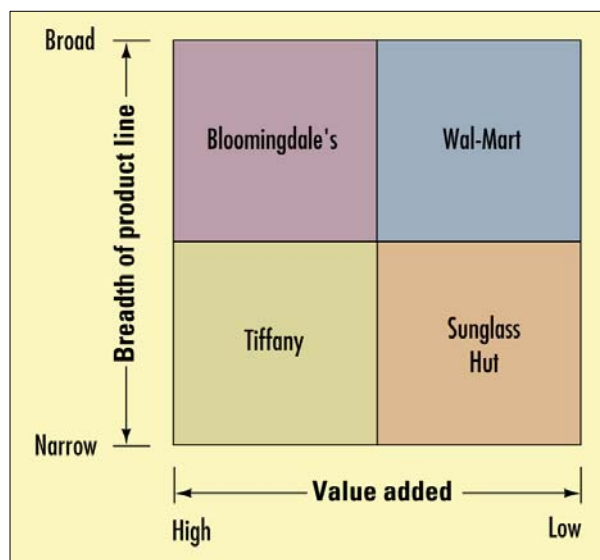 Broad
Breadth of product line
Bloomingdale's
Wal-Mart
Tiffany
Sunglass
Hut
Narrow
Value added
High
Low